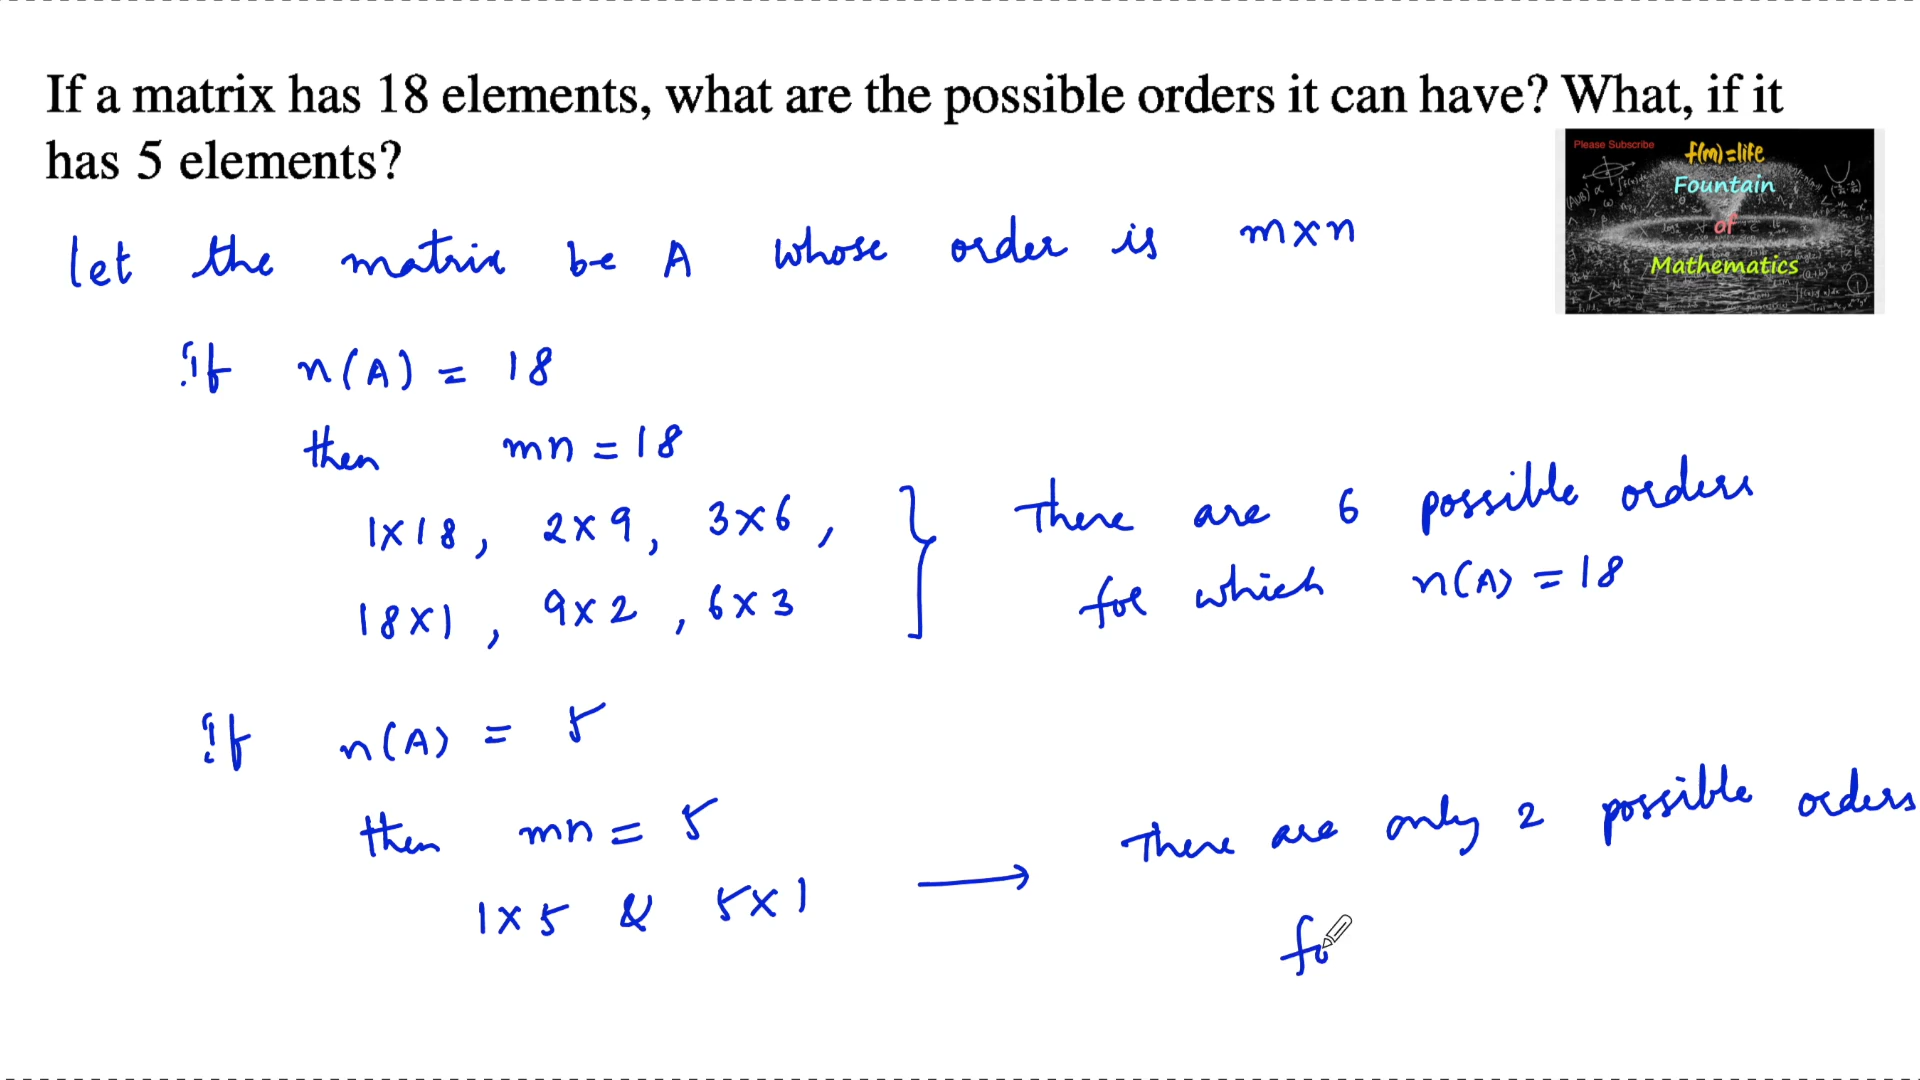 If a matrix has 18 elements, what are the possible orders it can have? What, if it
has 5 elements?
Please Subscribe
f(m)=life
Fountain
of
Mathematics
let the matrix be A whose order is m×n
if n(A) = 18
then mn = 18
1×18, 2×9, 3×6,
18×1, 9×2, 6×3
There are 6 possible orders
for which n(A) = 18
if n(A) = 5
then mn = 5
1×5 & 5×1 → There are only 2 possible orders
fo